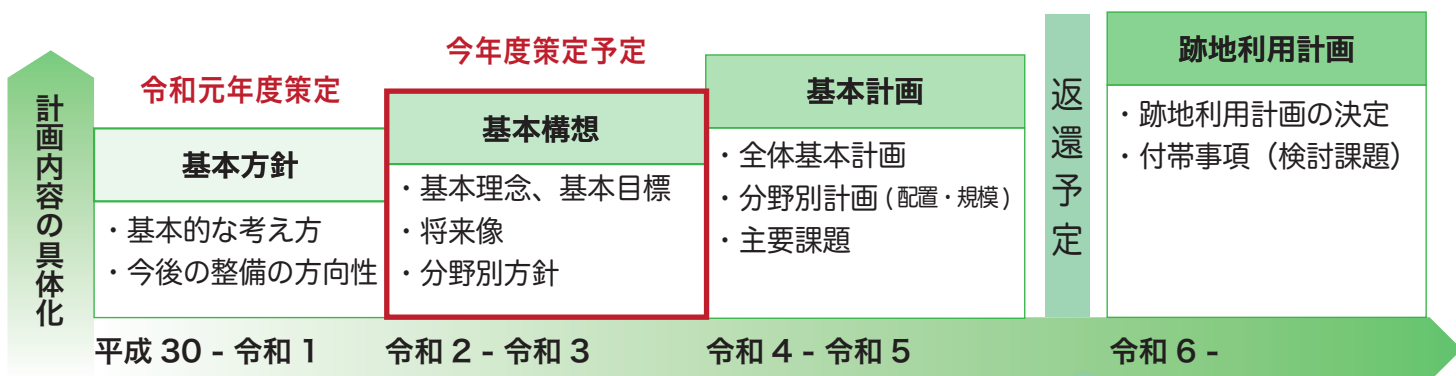 計画内容の具体化
令和元年度策定
基本方針
・基本的な考え方
・今後の整備の方向性
今年度策定予定
基本構想
・基本理念、基本目標
・将来像
・分野別方針
基本計画
・全体基本計画
・分野別計画(配置・規模)
・主要課題
返還予定
跡地利用計画
・跡地利用計画の決定
・付帯事項（検討課題）
平成 30 - 令和 1
令和 2 - 令和 3
令和 4 - 令和 5
令和 6 -